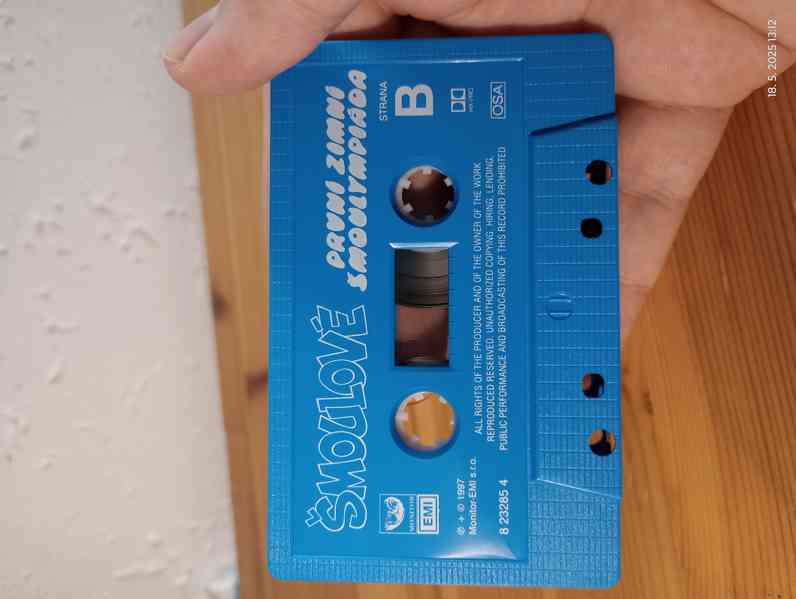 ŠMOULOVÉ
PRVNÍ ZIMNÍ
ŠMOULYMPIÁDA
STRANA
B
OSA
ALL RIGHTS OF THE PRODUCER AND OF THE OWNER OF THE WORK
REPRODUCED RESERVED. UNAUTHORIZED COPYING. HIRING. LENDING.
PUBLIC PERFORMANCE AND BROADCASTING OF THIS RECORD PROHIBITED
MONITOR
EMI
℗ + © 1997
Monitor-EMI s.r.o.
8 23285 4
18. 5. 2025 13:12